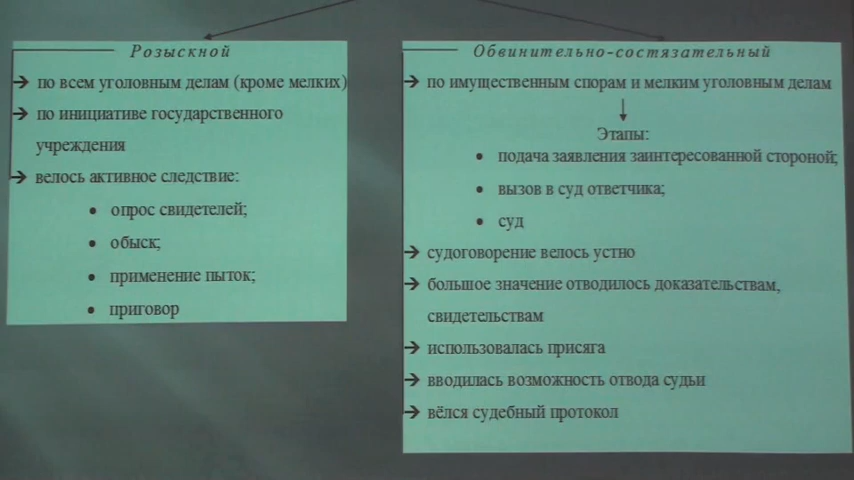 Розыскной
по всем уголовным делам (кроме мелких)
по инициативе государственного
учреждения
велось активное следствие:
опрос свидетелей;
обыск;
применение пыток;
приговор
Обвинительно-состязательный
по имущественным спорам и мелким уголовным делам
Этапы:
подача заявления заинтересованной стороной;
вызов в суд ответчика;
суд
судоговорение велось устно
большое значение отводилось доказательствам,
свидетельствам
использовалась присяга
вводилась возможность отвода судьи
вёлся судебный протокол